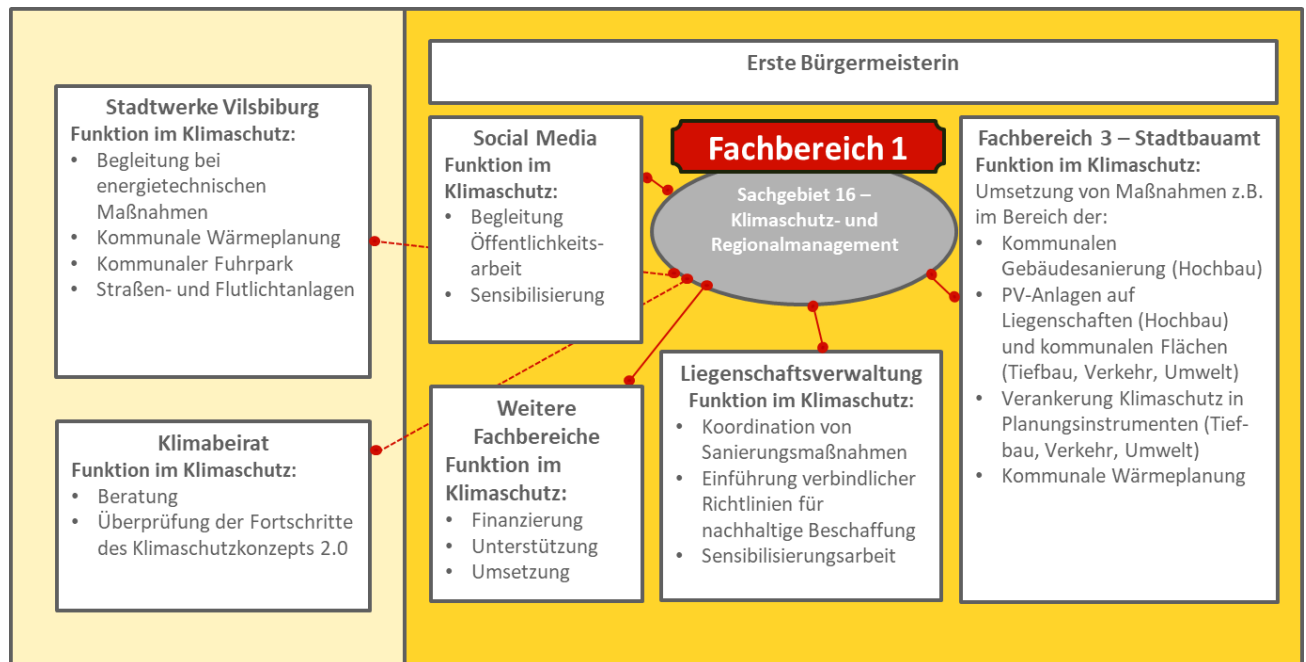 Erste Bürgermeisterin
Stadtwerke Vilsbiburg
Funktion im Klimaschutz:
• Begleitung bei
energietechnischen
Maßnahmen
• Kommunale Wärmeplanung
• Kommunaler Fuhrpark
• Straßen- und Flutlichtanlagen
Klimabeirat
Funktion im Klimaschutz:
• Beratung
• Überprüfung der Fortschritte
des Klimaschutzkonzepts 2.0
Social Media
Funktion im
Klimaschutz:
• Begleitung
Öffentlichkeits-
arbeit
• Sensibilisierung
Fachbereich 1
Sachgebiet 16 –
Klimaschutz- und
Regionalmanagement
Weitere
Fachbereiche
Funktion im
Klimaschutz:
• Finanzierung
• Unterstützung
• Umsetzung
Liegenschaftsverwaltung
Funktion im Klimaschutz:
• Koordination von
Sanierungsmaßnahmen
• Einführung verbindlicher
Richtlinien für
nachhaltige Beschaffung
• Sensibilisierungsarbeit
Fachbereich 3 – Stadtbauamt
Funktion im Klimaschutz:
Umsetzung von Maßnahmen z.B.
im Bereich der:
• Kommunalen
Gebäudesanierung (Hochbau)
• PV-Anlagen auf
Liegenschaften (Hochbau)
und kommunalen Flächen
(Tiefbau, Verkehr, Umwelt)
• Verankerung Klimaschutz in
Planungsinstrumenten (Tief-
bau, Verkehr, Umwelt)
• Kommunale Wärmeplanung